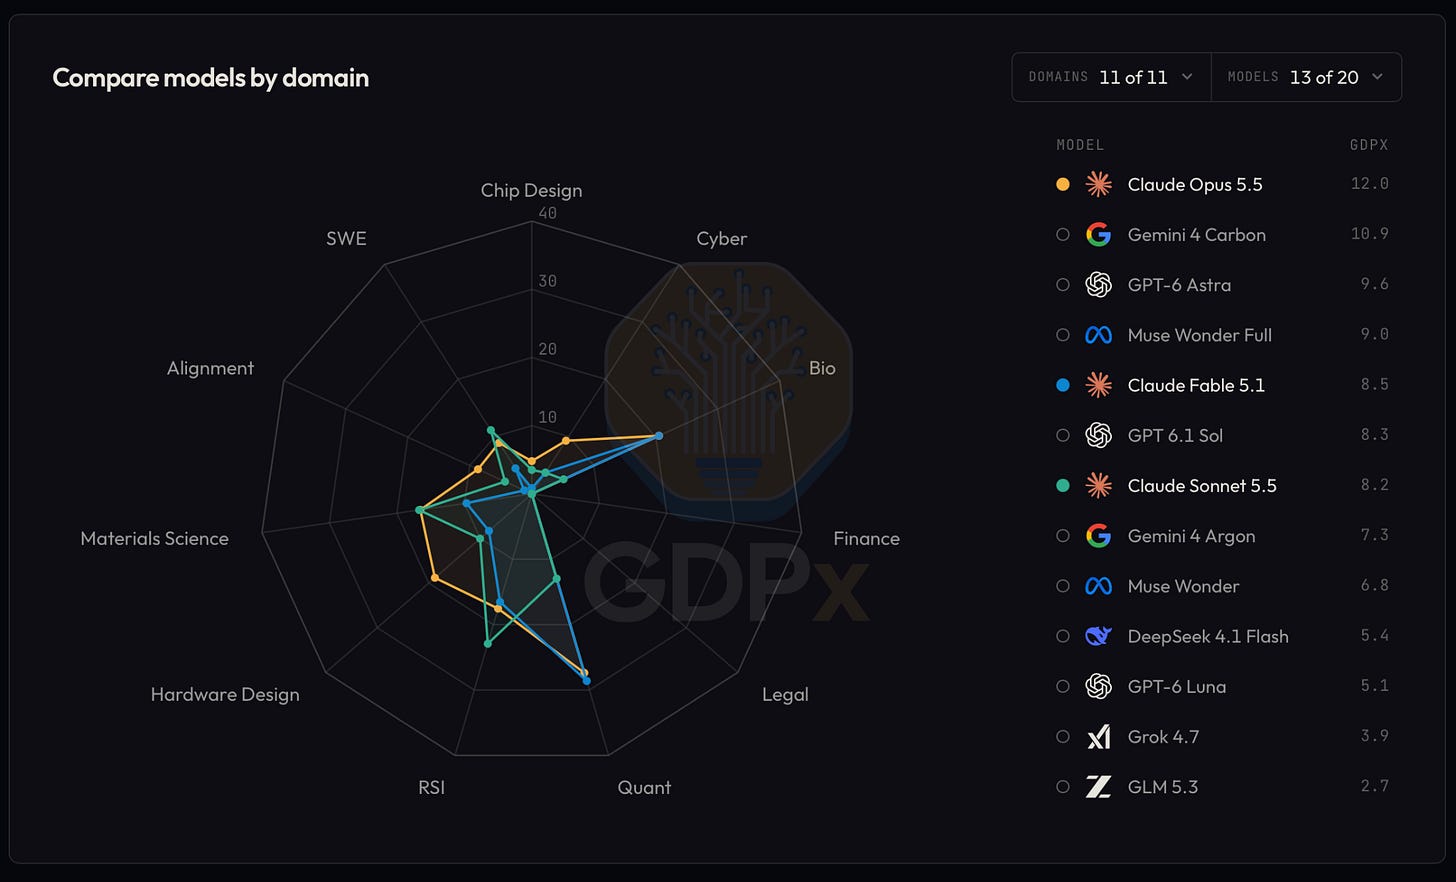 Compare models by domain
DOMAINS 11 of 11
MODELS 13 of 20
Chip Design
40
SWE
Cyber
30
20
Alignment
Bio
10
Materials Science
Finance
GDPx
Hardware Design
Legal
RSI
Quant
MODEL GDPX
Claude Opus 5.5 12.0
Gemini 4 Carbon 10.9
GPT-6 Astra 9.6
Muse Wonder Full 9.0
Claude Fable 5.1 8.5
GPT 6.1 Sol 8.3
Claude Sonnet 5.5 8.2
Gemini 4 Argon 7.3
Muse Wonder 6.8
DeepSeek 4.1 Flash 5.4
GPT-6 Luna 5.1
Grok 4.7 3.9
GLM 5.3 2.7